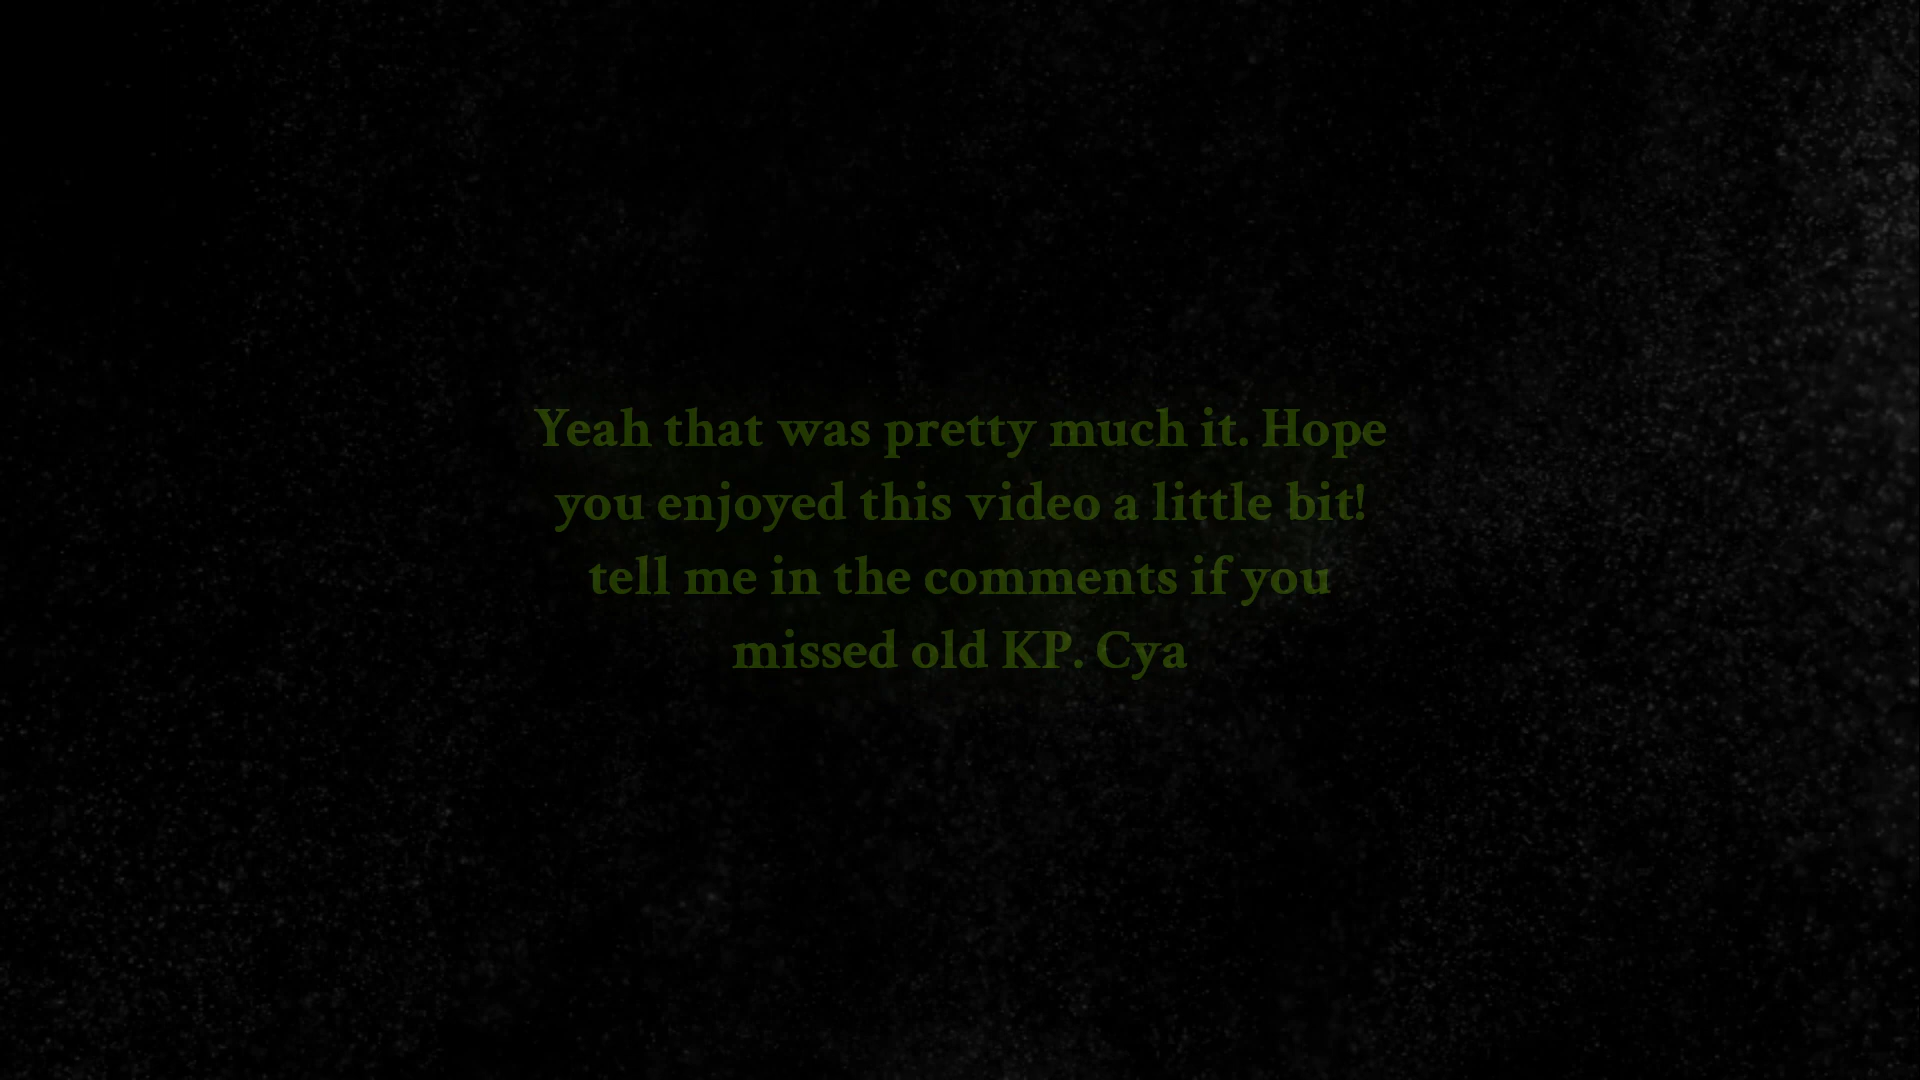 Yeah that was pretty much it. Hope
you enjoyed this video a little bit!
tell me in the comments if you
missed old KP. Cya